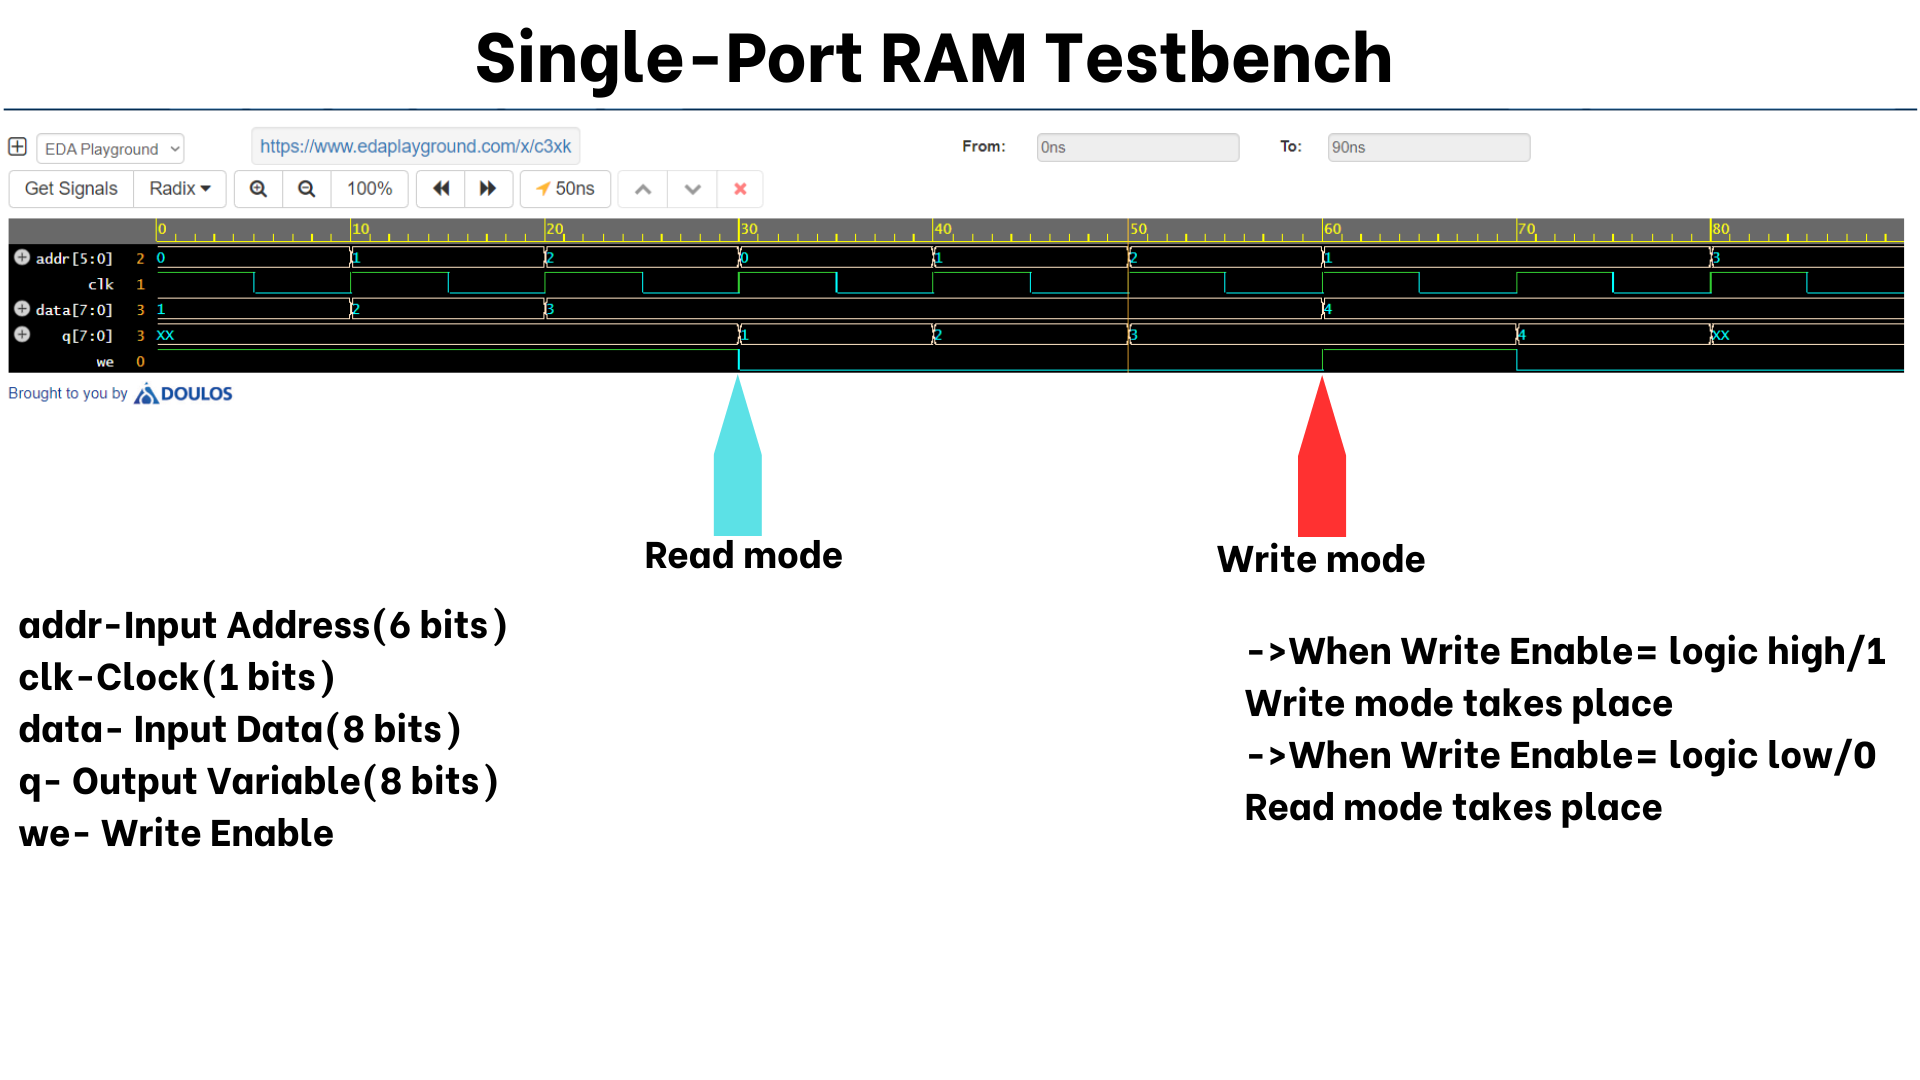 Single-Port RAM Testbench
EDA Playground https://www.edaplayground.com/x/c3xk From: 0ns To: 90ns
Get Signals Radix 100% 50ns
0 10 20 30 40 50 60 70 80
addr[5:0] 2 0 1 2 0 1 2 1 3
clk 1
data[7:0] 3 1 2 3 4
q[7:0] 3 XX 1 2 3 4 XX
we 0
Brought to you by DOULOS
Read mode
Write mode
addr-Input Address(6 bits)
clk-Clock(1 bits)
data- Input Data(8 bits)
q- Output Variable(8 bits)
we- Write Enable
->When Write Enable= logic high/1
Write mode takes place
->When Write Enable= logic low/0
Read mode takes place